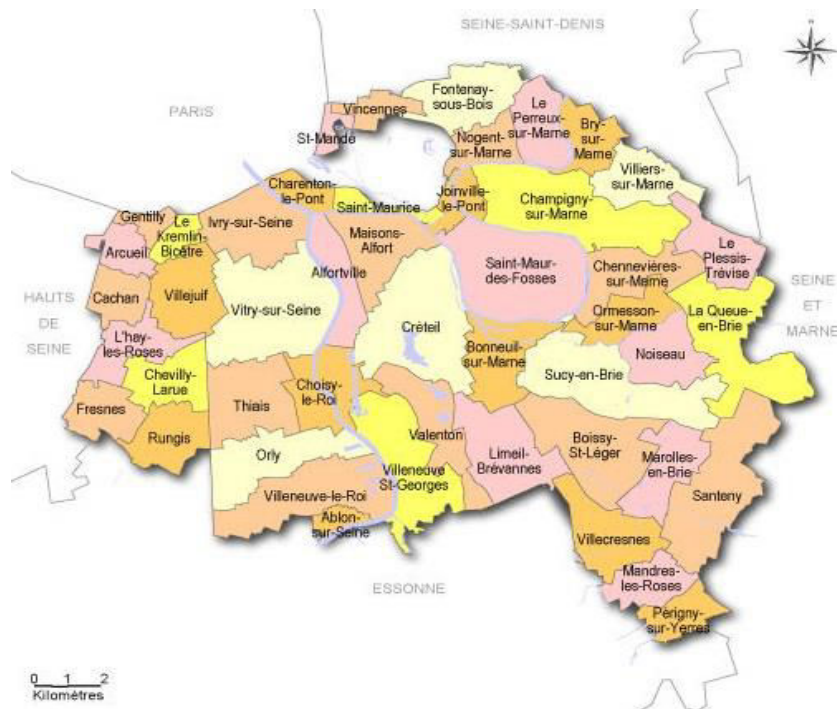 SEINE-SAINT-DENIS
N
PARIS
Fontenay-
sous-Bois
Vincennes
Le
Perreux-
sur-Marne
Bry-
sur-
Marne
St-Mandé
Nogent-
sur-Marne
Villiers-
sur-Marne
Charenton-
le-Pont
Joinville-
le-Pont
Saint-Maurice
Champigny-
sur-Marne
Gentilly
Le
Kremlin-
Bicêtre
Ivry-sur-Seine
Maisons-
Alfort
Arcueil
Le
Plessis-
Trévise
Saint-Maur-
des-Fosses
Chennevières-
sur-Marne
Alfortville
Cachan
Villejuif
Vitry-sur-Seine
HAUTS
DE
SEINE
SEINE
ET
MARNE
Ormesson-
sur-Marne
La Queue-
en-Brie
L'hay-
les-Roses
Créteil
Bonneuil-
sur-Marne
Noiseau
Sucy-en-Brie
Chevilly-
Larue
Choisy-
le-Roi
Thiais
Fresnes
Rungis
Valenton
Limeil-
Brévannes
Boissy-
St-Léger
Marolles-
en-Brie
Orly
Villeneuve
St-Georges
Villeneuve-le-Roi
Santeny
Ablon-
sur-Seine
Villecresnes
ESSONNE
Mandres-
les-Roses
Périgny-
sur-Yerres
0 1 2
Kilomètres